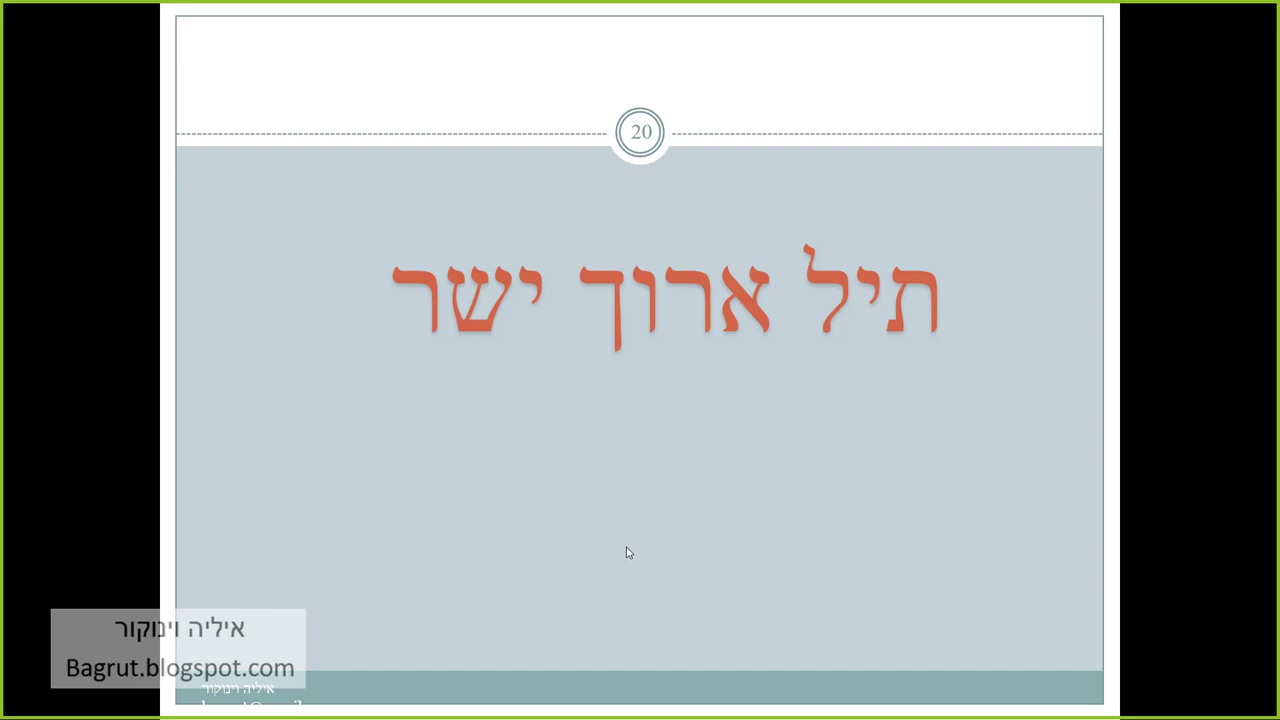 20
תיל ארוך ישר
איליה וינוקור
Bagrut.blogspot.com
איליה וינוקור